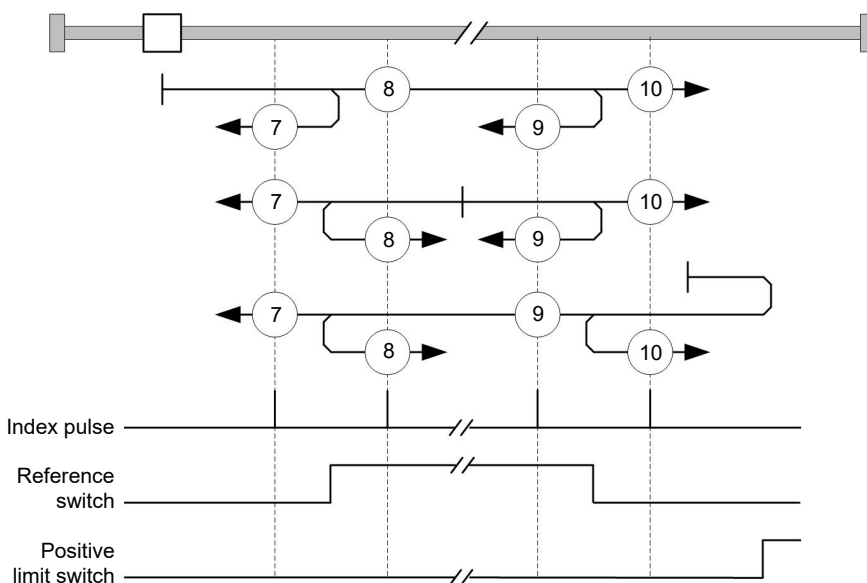 8 10
7 9
7 10
8 9
7 9
8 10
Index pulse
Reference
switch
Positive
limit switch